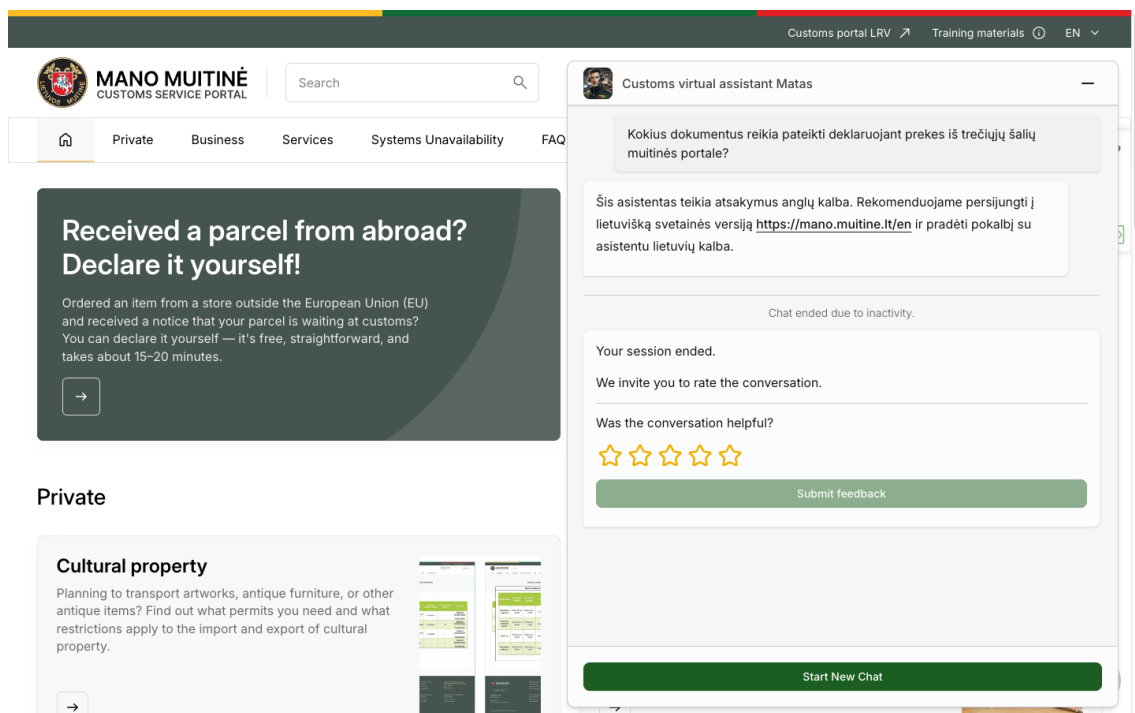 Customs portal LRV
Training materials
EN
MANO MUITINĖ
CUSTOMS SERVICE PORTAL
Search
Private
Business
Services
Systems Unavailability
FAQ
Received a parcel from abroad?
Declare it yourself!
Ordered an item from a store outside the European Union (EU)
and received a notice that your parcel is waiting at customs?
You can declare it yourself — it's free, straightforward, and
takes about 15–20 minutes.
Private
Cultural property
Planning to transport artworks, antique furniture, or other
antique items? Find out what permits you need and what
restrictions apply to the import and export of cultural
property.
Customs virtual assistant Matas
Kokius dokumentus reikia pateikti deklaruojant prekes iš trečiųjų šalių
muitinės portale?
Šis asistentas teikia atsakymus anglų kalba. Rekomenduojame persijungti į
lietuvišką svetainės versiją https://mano.muitine.lt/en ir pradėti pokalbį su
asistentu lietuvių kalba.
Chat ended due to inactivity.
Your session ended.
We invite you to rate the conversation.
Was the conversation helpful?
Submit feedback
Start New Chat